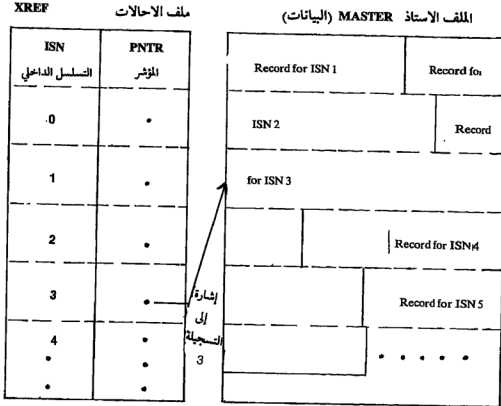 XREF ملف الاحالات
الملف الاستاذ MASTER (البيانات)
ISN PNTR
التسلسل الداخلي المؤشر
0
1
2
3
4
إشارة
إلى
التسجيلة
3
Record for ISN 1 Record for
ISN 2 Record
for ISN 3
Record for ISN 4
Record for ISN 5